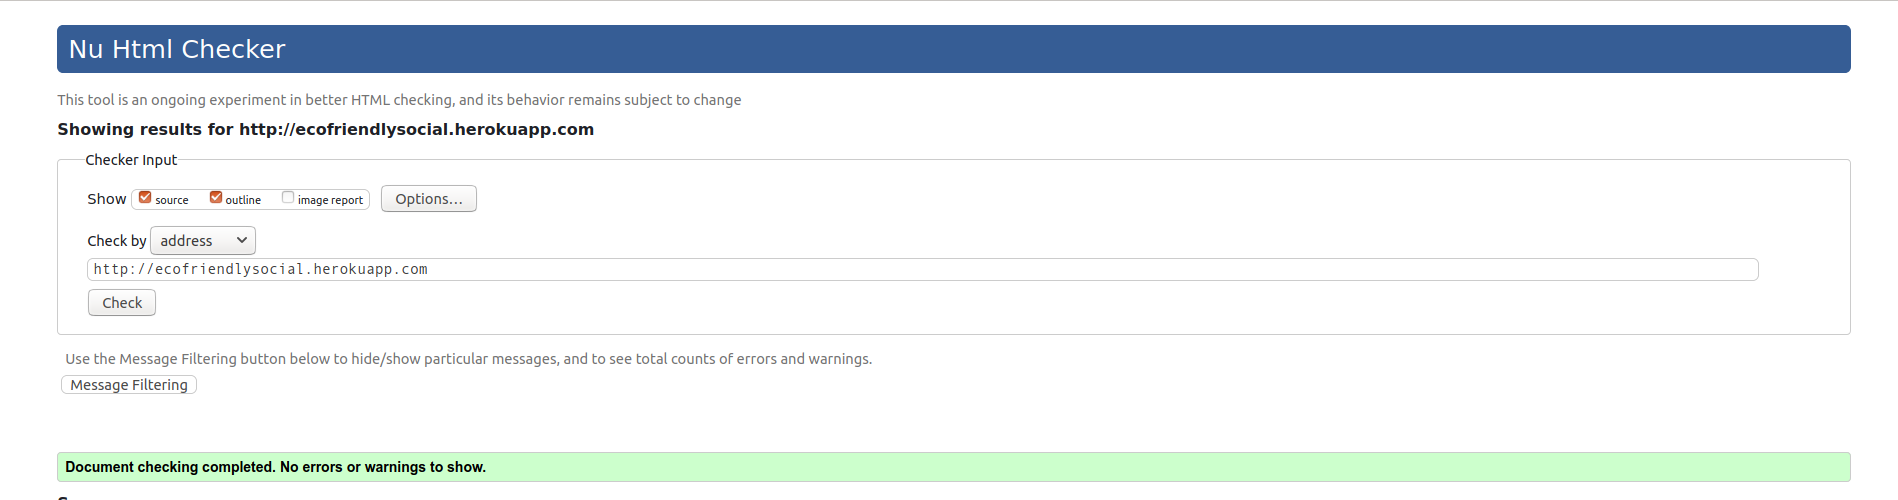 Nu Html Checker
This tool is an ongoing experiment in better HTML checking, and its behavior remains subject to change
Showing results for http://ecofriendlysocial.herokuapp.com
Checker Input
Show source outline image report Options...
Check by address
http://ecofriendlysocial.herokuapp.com
Check
Use the Message Filtering button below to hide/show particular messages, and to see total counts of errors and warnings.
Message Filtering
Document checking completed. No errors or warnings to show.